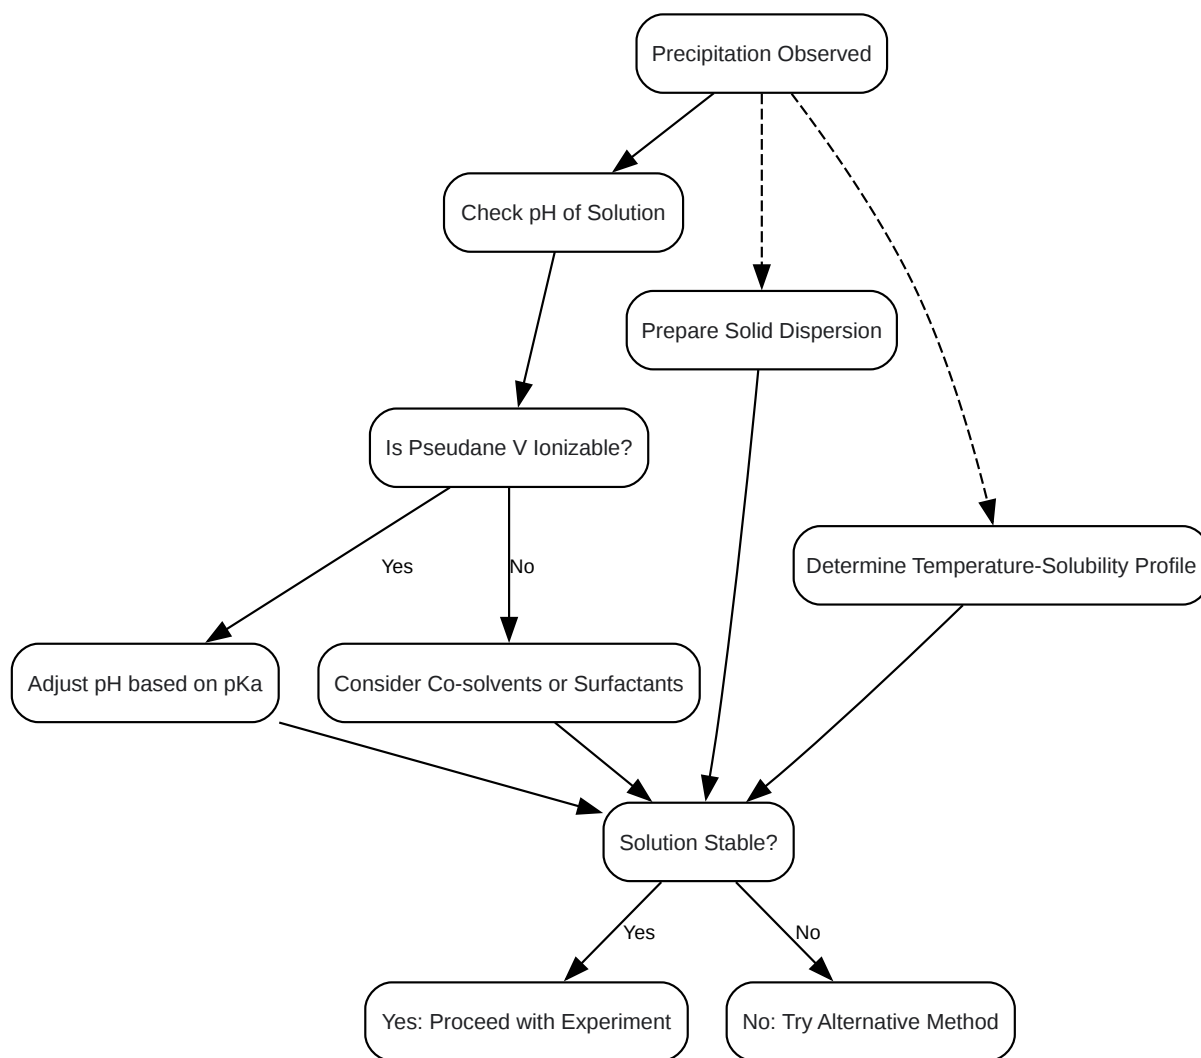 Precipitation Observed
Check pH of Solution
Prepare Solid Dispersion
Is Pseudane V Ionizable?
Yes
No
Determine Temperature-Solubility Profile
Adjust pH based on pKa
Consider Co-solvents or Surfactants
Solution Stable?
Yes
No
Yes: Proceed with Experiment
No: Try Alternative Method